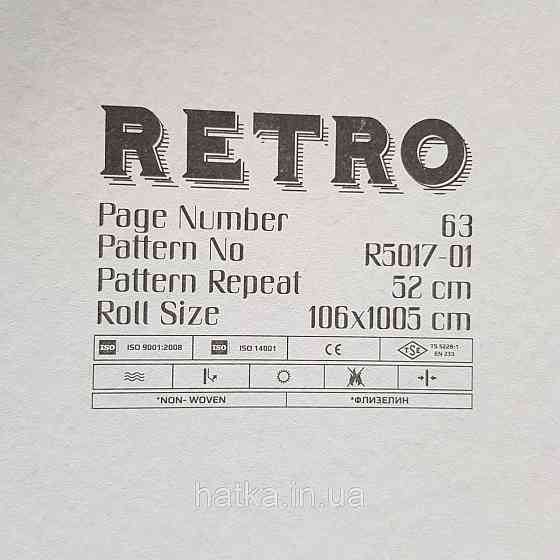 RETRO
Page Number 63
Pattern No R5017-01
Pattern Repeat 52 cm
Roll Size 106x1005 cm
ISO ISO 9001:2008 ISO ISO 14001 CE TSE TS 5228-1
EN 233
*NON- WOVEN *ФЛИЗЕЛИН
hatka.in.ua